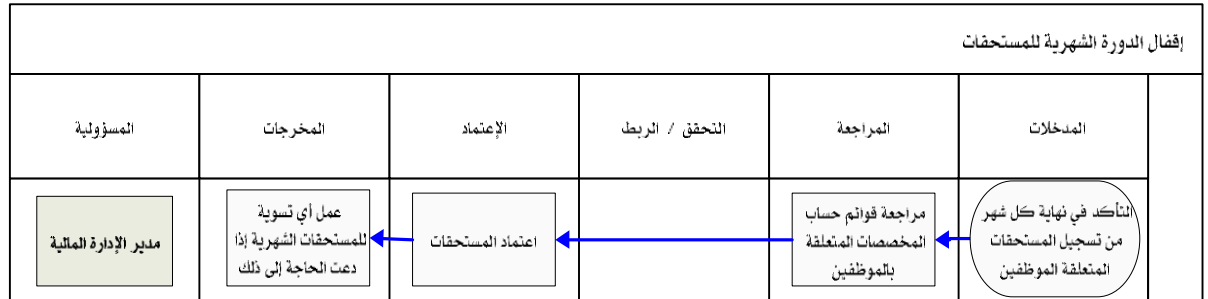 إقفال الدورة الشهرية للمستحقات
المدخلات
المراجعة
التحقق / الربط
الإعتماد
المخرجات
المسؤولية
التأكد في نهاية كل شهر
من تسجيل المستحقات
المتعلقة الموظفين
مراجعة قوائم حساب
المخصصات المتعلقة
بالموظفين
اعتماد المستحقات
عمل أي تسوية
للمستحقات الشهرية إذا
دعت الحاجة إلى ذلك
مدير الإدارة المالية